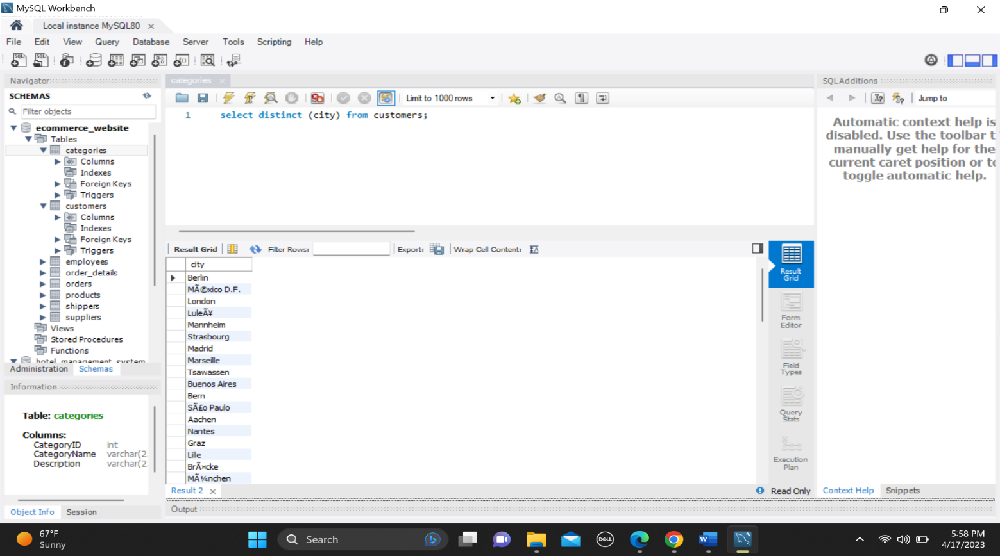 MySQL Workbench
Local instance MySQL80
File Edit View Query Database Server Tools Scripting Help
Navigator
SCHEMAS
Filter objects
ecommerce_website
Tables
categories
Columns
Indexes
Foreign Keys
Triggers
customers
Columns
Indexes
Foreign Keys
Triggers
employees
order_details
orders
products
shippers
suppliers
Views
Stored Procedures
Functions
hotel_management_system
Administration Schemas
Information
Table: categories
Columns:
CategoryID int
CategoryName varchar(2
Description varchar(2
Object Info Session
categories
Limit to 1000 rows
1 select distinct (city) from customers;
Result Grid Filter Rows: Export: Wrap Cell Content:
city
Berlin
MÃ©xico D.F.
London
LuleÃ¥
Mannheim
Strasbourg
Madrid
Marseille
Tsawassen
Buenos Aires
Bern
SÃ£o Paulo
Aachen
Nantes
Graz
Lille
BrÃ¤cke
MÃ¼nchen
Result
Grid
Form
Editor
Field
Types
Query
Stats
Execution
Plan
Result 2
Read Only
Output
SQLAdditions
Jump to
Automatic context help is
disabled. Use the toolbar t
manually get help for the
current caret position or to
toggle automatic help.
Context Help Snippets
67°F
Sunny
Search
DELL
W
5:58 PM
4/17/2023